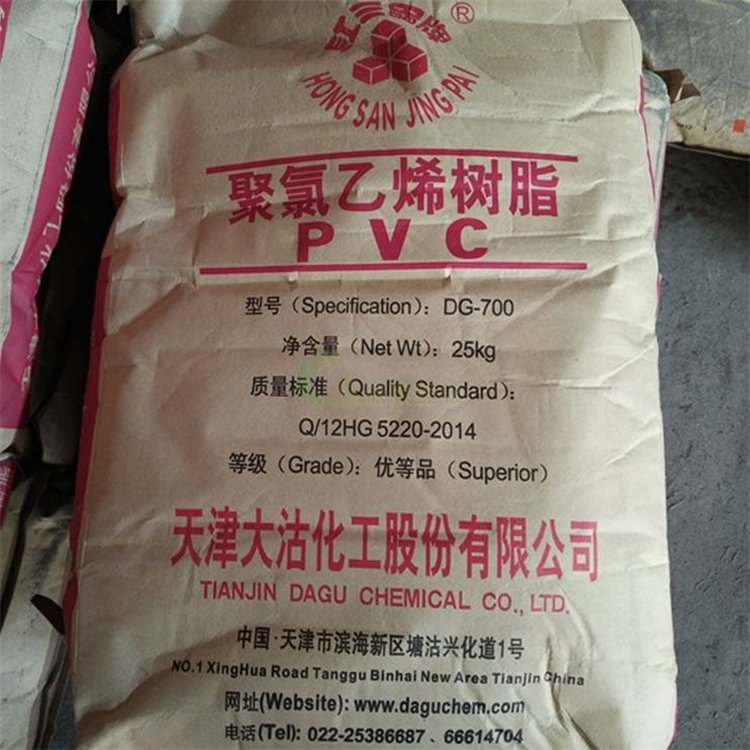 红三晶牌®
HONG SAN JING PAI
聚氯乙烯树脂
PVC
型号（Specification）：DG-700
净含量（Net Wt）：25kg
质量标准（Quality Standard）：
Q/12HG 5220-2014
等级（Grade）：优等品（Superior）
天津大沽化工股份有限公司
TIANJIN DAGU CHEMICAL CO., LTD.
中国·天津市滨海新区塘沽兴化道1号
NO.1 XingHua Road Tanggu Binhai New Area Tianjin China
网址(Website): www.daguchem.com
电话(Tel): 022-25386687、66614704